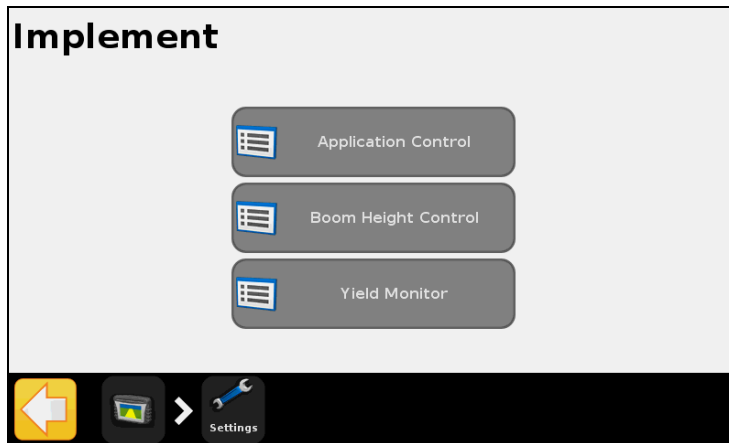 Implement
Application Control
Boom Height Control
Yield Monitor
Settings